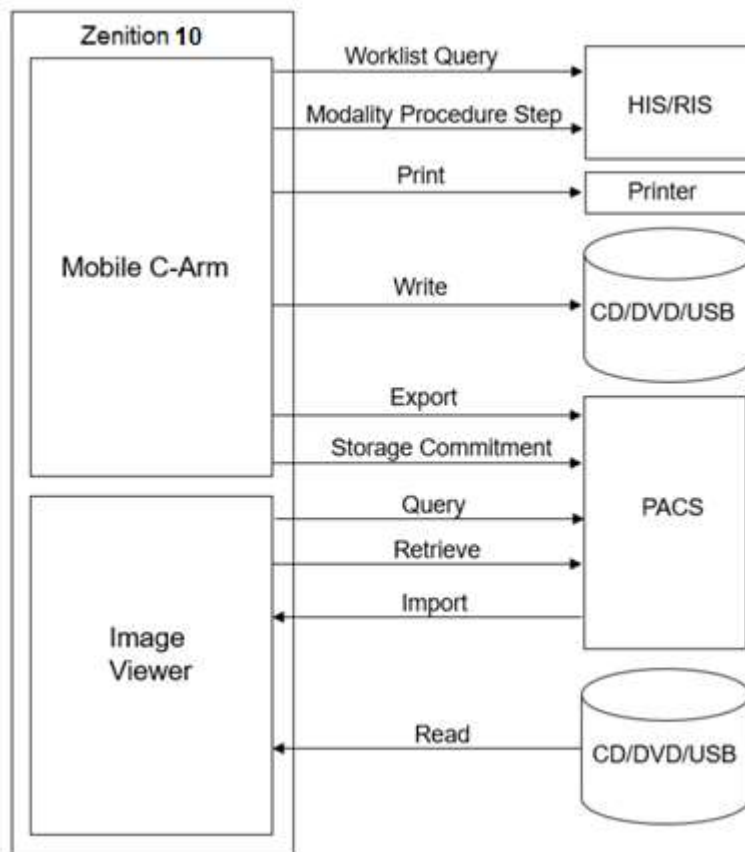 Zenition 10
Worklist Query
HIS/RIS
Modality Procedure Step
Print
Printer
Mobile C-Arm
Write
CD/DVD/USB
Export
Storage Commitment
Query
PACS
Retrieve
Import
Image
Viewer
Read
CD/DVD/USB